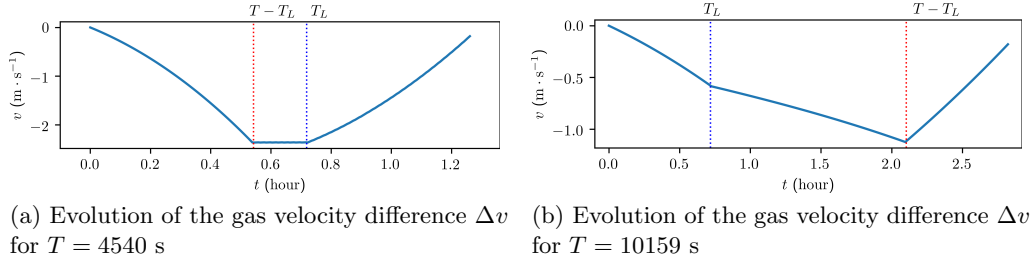 T − T_L T_L
0
−1
−2
v (m · s⁻¹)
0.0 0.2 0.4 0.6 0.8 1.0 1.2
t (hour)
(a) Evolution of the gas velocity difference Δv
for T = 4540 s
T_L T − T_L
0.0
−0.5
−1.0
v (m · s⁻¹)
0.0 0.5 1.0 1.5 2.0 2.5
t (hour)
(b) Evolution of the gas velocity difference Δv
for T = 10159 s